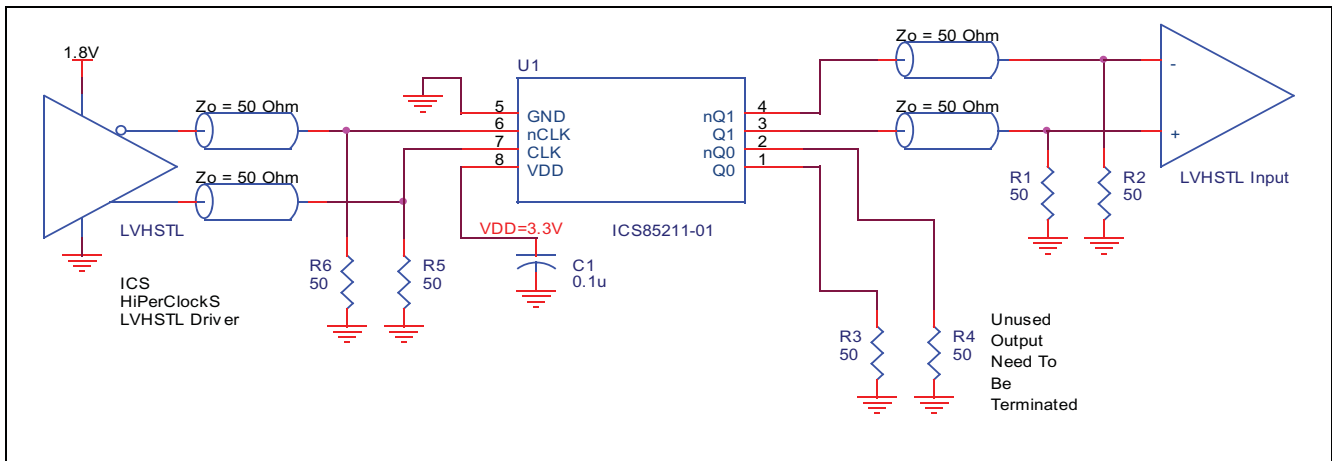 1.8V
Zo = 50 Ohm
Zo = 50 Ohm
LVHSTL
ICS
HiPerClockS
LVHSTL Driver
R6
50
R5
50
U1
5
GND
6
nCLK
7
CLK
8
VDD
4
nQ1
3
Q1
2
nQ0
1
Q0
ICS85211-01
VDD=3.3V
C1
0.1u
Zo = 50 Ohm
Zo = 50 Ohm
-
+
R1
50
R2
50
LVHSTL Input
R3
50
R4
50
Unused
Output
Need To
Be
Terminated